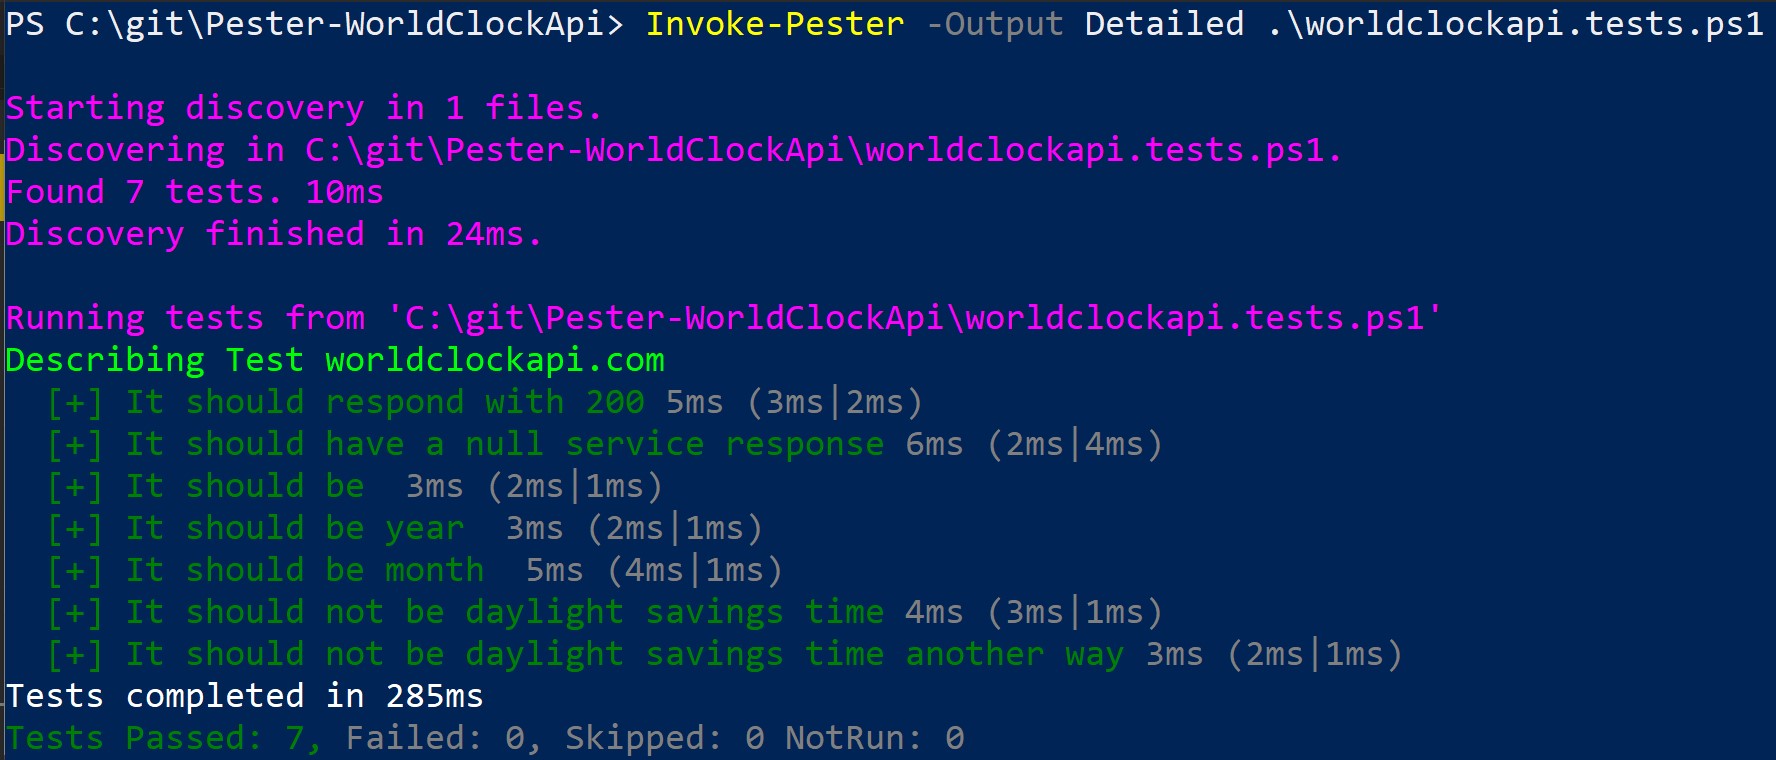 PS C:\git\Pester-WorldClockApi> Invoke-Pester -Output Detailed .\worldclockapi.tests.ps1
Starting discovery in 1 files.
Discovering in C:\git\Pester-WorldClockApi\worldclockapi.tests.ps1.
Found 7 tests. 10ms
Discovery finished in 24ms.
Running tests from 'C:\git\Pester-WorldClockApi\worldclockapi.tests.ps1'
Describing Test worldclockapi.com
  [+] It should respond with 200 5ms (3ms|2ms)
  [+] It should have a null service response 6ms (2ms|4ms)
  [+] It should be  3ms (2ms|1ms)
  [+] It should be year  3ms (2ms|1ms)
  [+] It should be month  5ms (4ms|1ms)
  [+] It should not be daylight savings time 4ms (3ms|1ms)
  [+] It should not be daylight savings time another way 3ms (2ms|1ms)
Tests completed in 285ms
Tests Passed: 7, Failed: 0, Skipped: 0 NotRun: 0